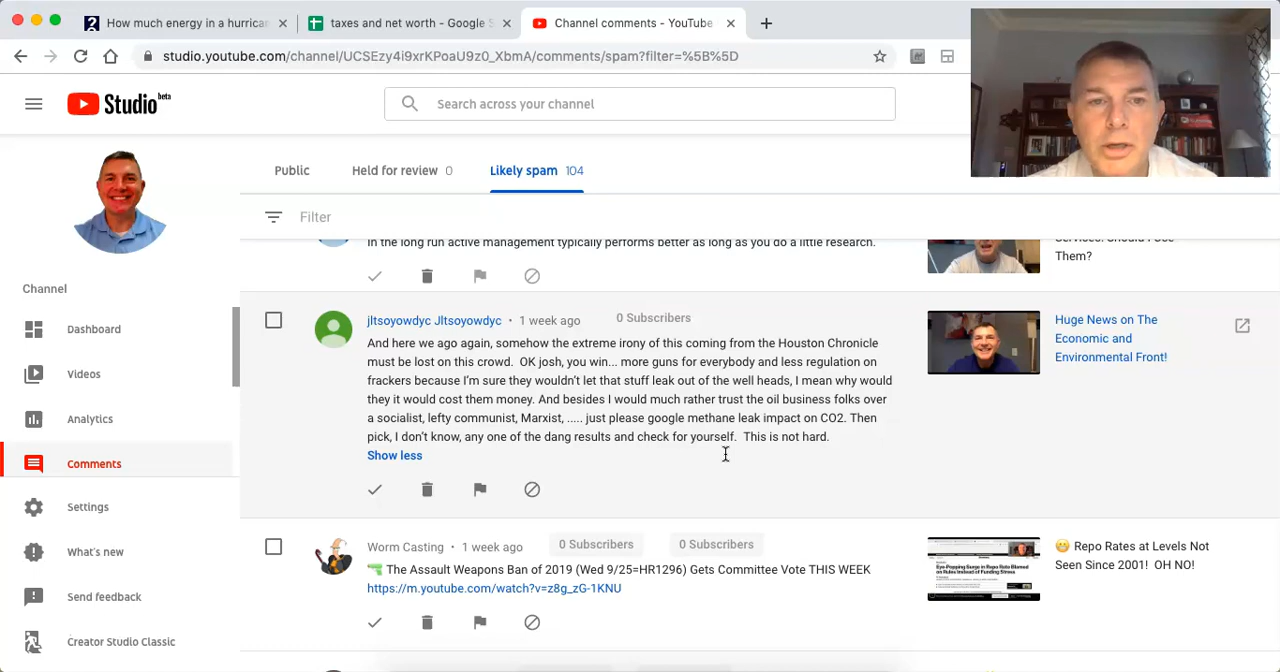 How much energy in a hurrican
taxes and net worth - Google S
Channel comments - YouTube
studio.youtube.com/channel/UCSEzy4i9xrKPoaU9z0_XbmA/comments/spam?filter=%5B%5D
Studio beta
Search across your channel
Public
Held for review 0
Likely spam 104
Filter
Channel
Dashboard
Videos
Analytics
Comments
Settings
What's new
Send feedback
Creator Studio Classic
In the long run active management typically performs better as long as you do a little research.
Services: Should I Use
Them?
jltsoyowdyc Jltsoyowdyc • 1 week ago 0 Subscribers
And here we go again, somehow the extreme irony of this coming from the Houston Chronicle
must be lost on this crowd. OK josh, you win... more guns for everybody and less regulation on
frackers because I'm sure they wouldn't let that stuff leak out of the well heads, I mean why would
they it would cost them money. And besides I would much rather trust the oil business folks over
a socialist, lefty communist, Marxist, ..... just please google methane leak impact on CO2. Then
pick, I don't know, any one of the dang results and check for yourself. This is not hard.
Show less
Huge News on The
Economic and
Environmental Front!
Worm Casting • 1 week ago 0 Subscribers 0 Subscribers
The Assault Weapons Ban of 2019 (Wed 9/25=HR1296) Gets Committee Vote THIS WEEK
https://m.youtube.com/watch?v=z8g_zG-1KNU
Repo Rates at Levels Not
Seen Since 2001! OH NO!